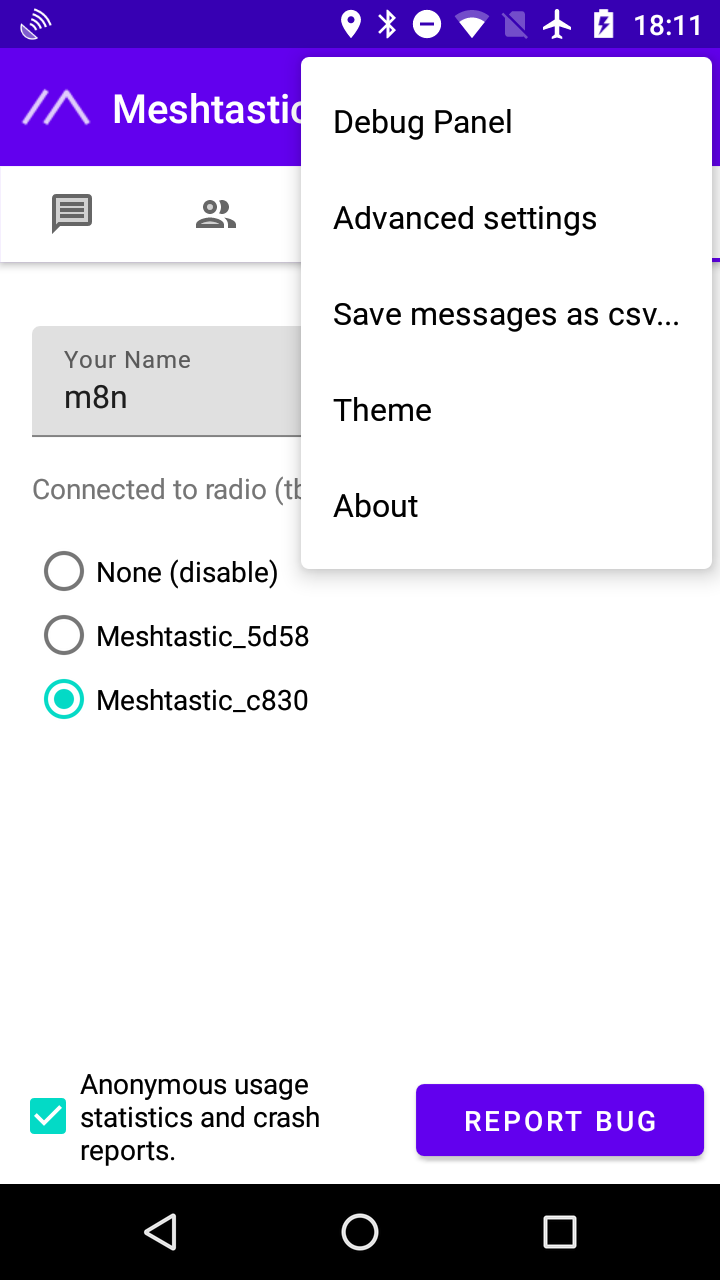 18:11
Meshtastic
Debug Panel
Advanced settings
Save messages as csv...
Theme
About
Your Name
m8n
Connected to radio (tb
None (disable)
Meshtastic_5d58
Meshtastic_c830
Anonymous usage
statistics and crash
reports.
REPORT BUG